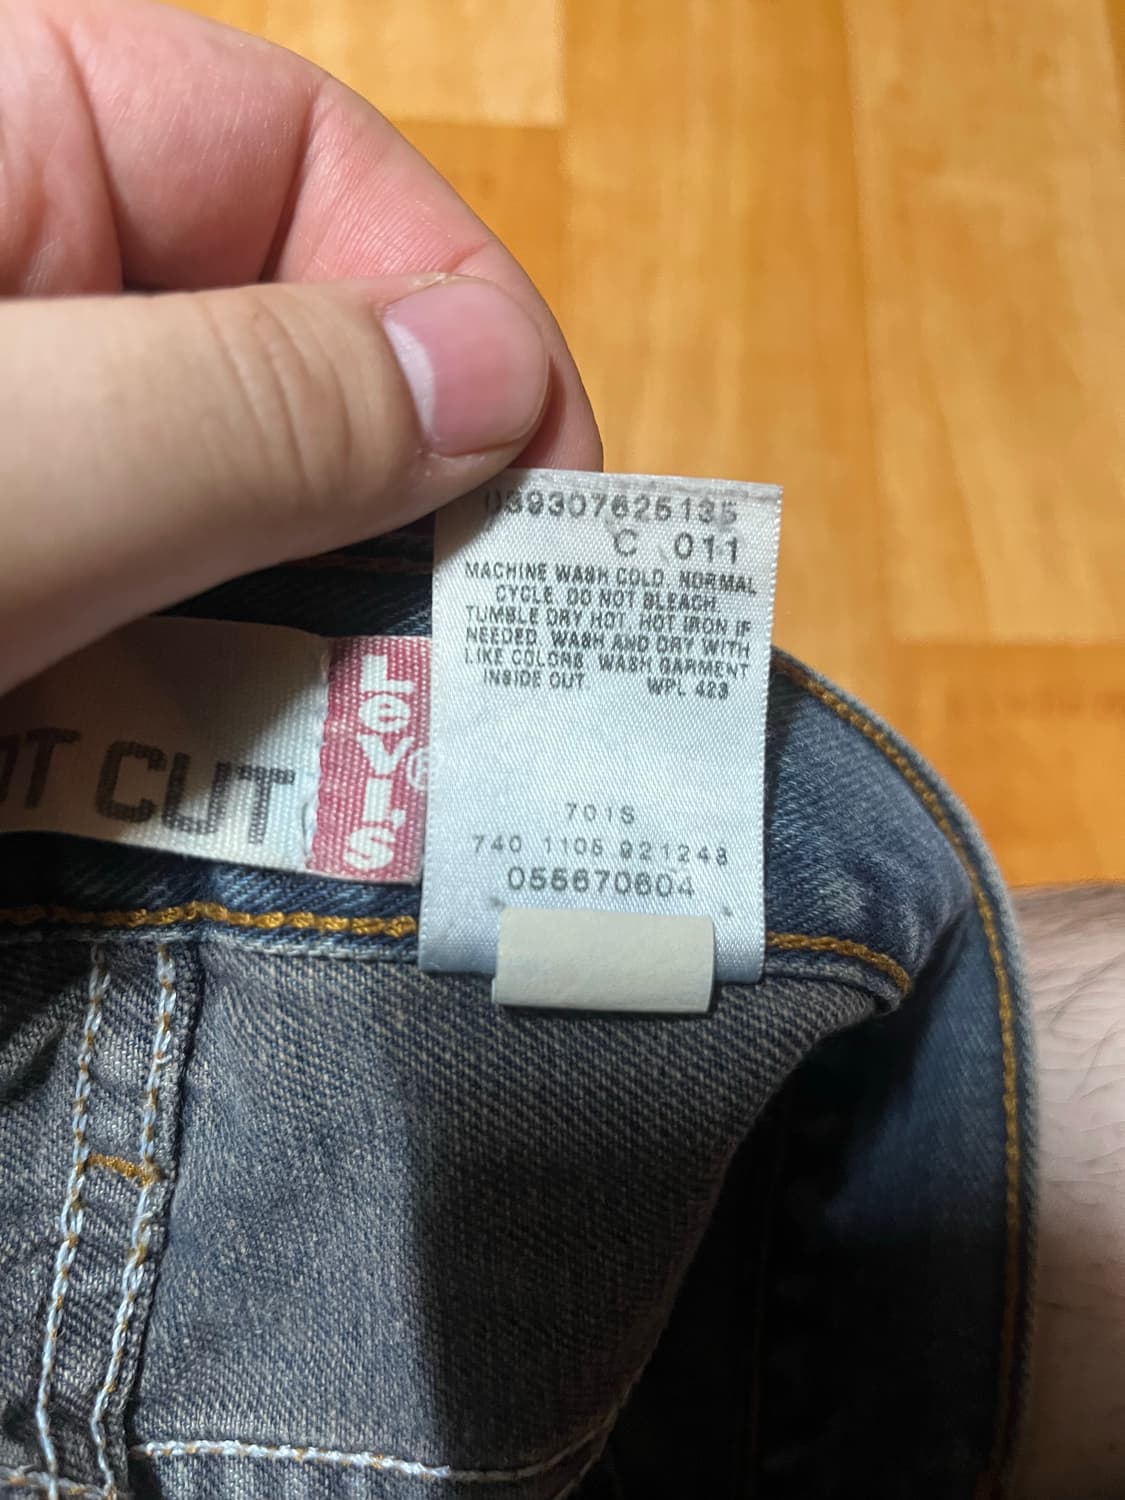 039307625135
C 011
MACHINE WASH COLD. NORMAL
CYCLE. DO NOT BLEACH.
TUMBLE DRY HOT. HOT IRON IF
NEEDED. WASH AND DRY WITH
LIKE COLORS. WASH GARMENT
INSIDE OUT. WPL 423
701S
740 1105 921248
055670604
LEVI'S®
OT CUT